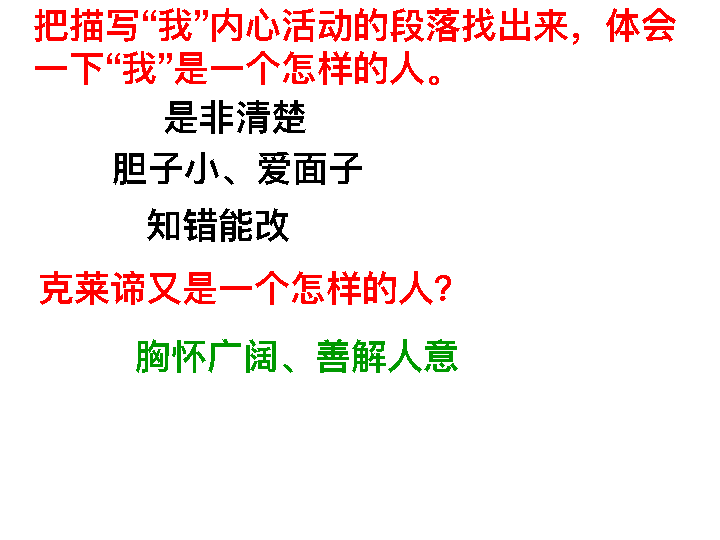 把描写“我”内心活动的段落找出来，体会
一下“我”是一个怎样的人。
是非清楚
胆子小、爱面子
知错能改
克莱谛又是一个怎样的人?
胸怀广阔、善解人意